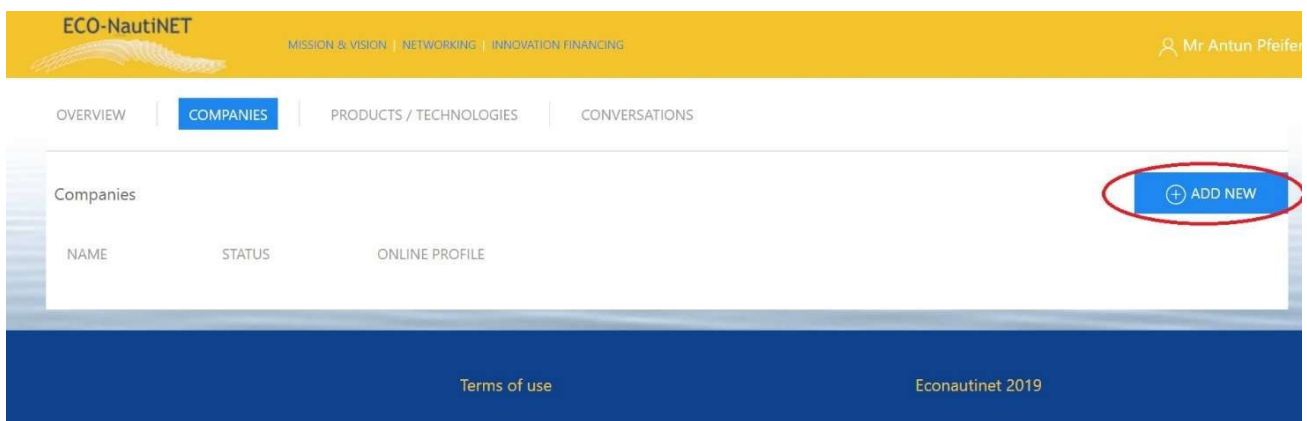 ECO-NautiNET
MISSION & VISION | NETWORKING | INNOVATION FINANCING
Mr Antun Pfeifer
OVERVIEW
COMPANIES
PRODUCTS / TECHNOLOGIES
CONVERSATIONS
Companies
ADD NEW
NAME STATUS ONLINE PROFILE
Terms of use
Econautinet 2019